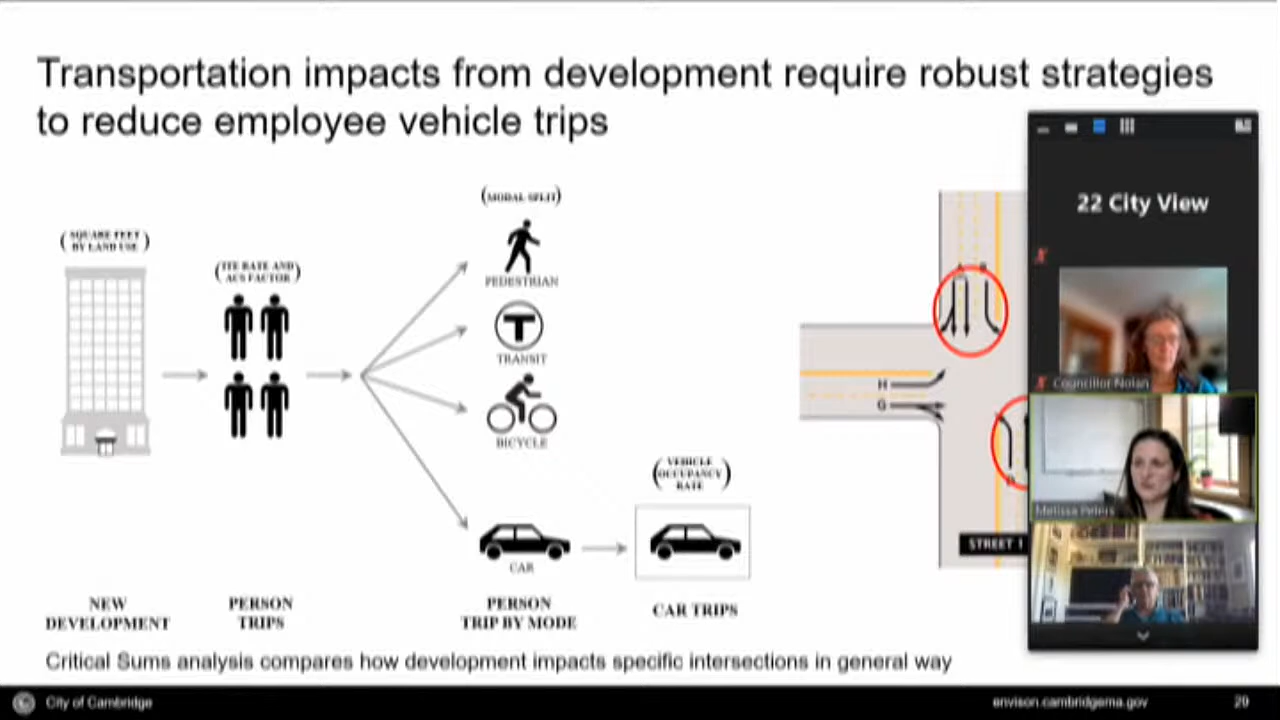 Transportation impacts from development require robust strategies
to reduce employee vehicle trips
(MODAL SPLIT)
22 City View
(SQUARE FEET
BY LAND USE)
(ITE RATE AND
ACS FACTOR)
PEDESTRIAN
T
TRANSIT
Councillor Nolan
H
G
BICYCLE
(VEHICLE
OCCUPANCY
RATE)
D
Melissa Peters
STREET 1
CAR
NEW
DEVELOPMENT
PERSON
TRIPS
PERSON
TRIP BY MODE
CAR TRIPS
Critical Sums analysis compares how development impacts specific intersections in general way
City of Cambridge
envison.cambridgema.gov
20